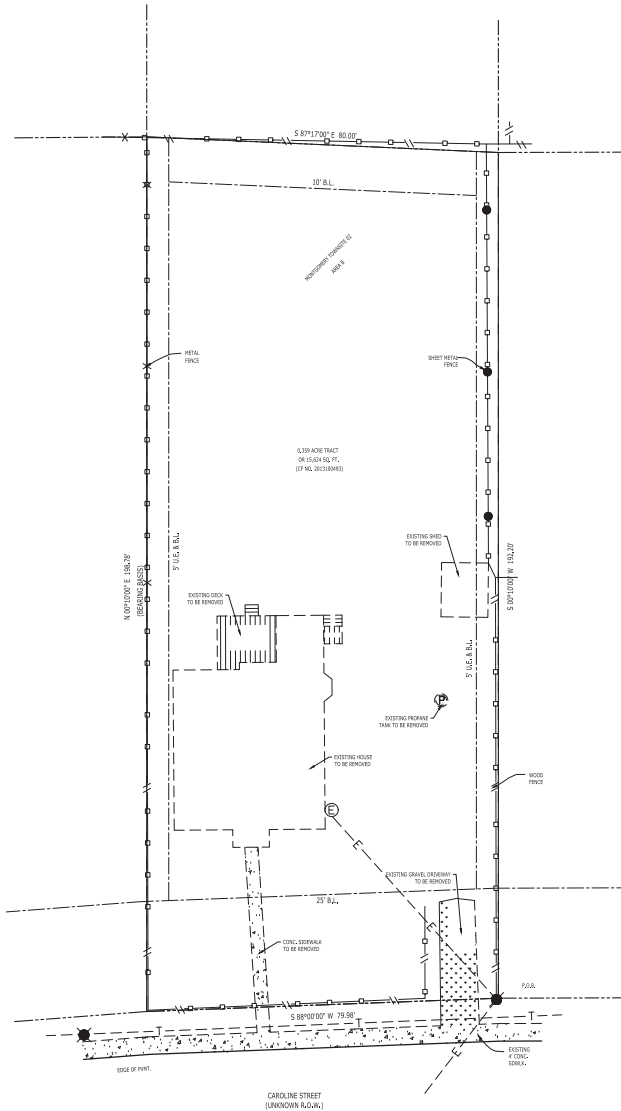 S 87°17'00" E 80.00'
10' B.L.
MONTGOMERY TOWNSITE 02
AREA B
METAL
FENCE
SHEET METAL
FENCE
0.359 ACRE TRACT
OR 15,624 SQ. FT.
(CF NO. 2013100493)
EXISTING SHED
TO BE REMOVED
N 00°10'00" E 198.78'
(BEARING BASIS)
5' U.E. & B.L.
S 00°10'00" W 192.20'
EXISTING DECK
TO BE REMOVED
5' U.E. & B.L.
P
EXISTING PROPANE
TANK TO BE REMOVED
EXISTING HOUSE
TO BE REMOVED
WOOD
FENCE
E
E
EXISTING GRAVEL DRIVEWAY
TO BE REMOVED
25' B.L.
E
CONC. SIDEWALK
TO BE REMOVED
P.O.B.
S 88°00'00" W 79.98'
T
T
T
E
EXISTING
4' CONC.
SDWLK.
EDGE OF PVMT.
CAROLINE STREET
(UNKNOWN R.O.W.)